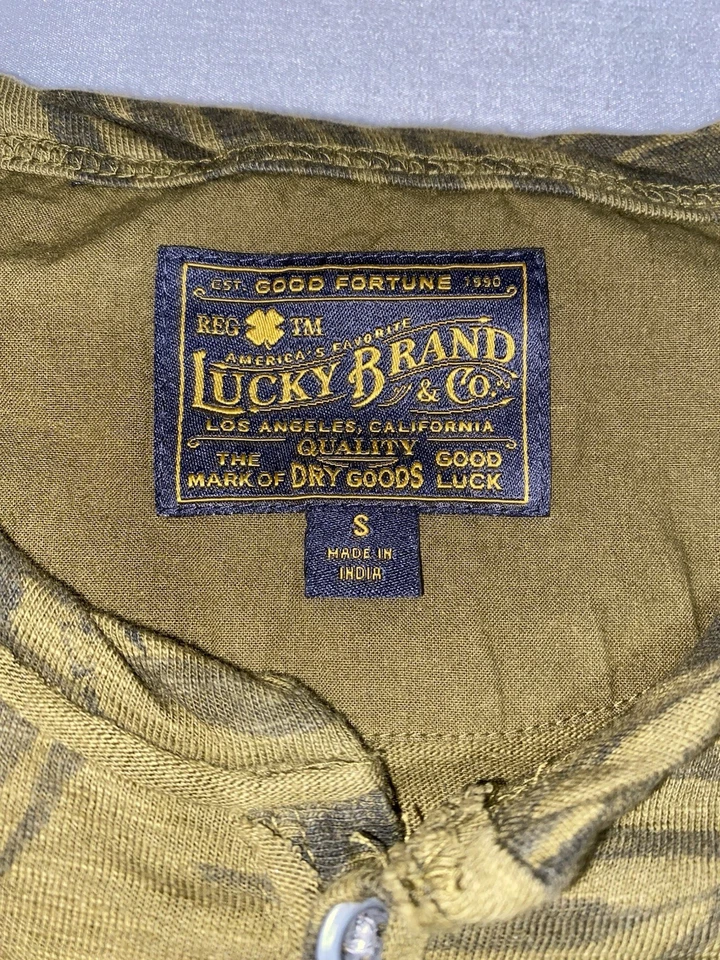 EST. GOOD FORTUNE 1990
REG TM
AMERICA'S FAVORITE
LUCKY BRAND
& Co.
LOS ANGELES, CALIFORNIA
QUALITY
THE DRY GOODS GOOD
MARK OF LUCK
S
MADE IN
INDIA